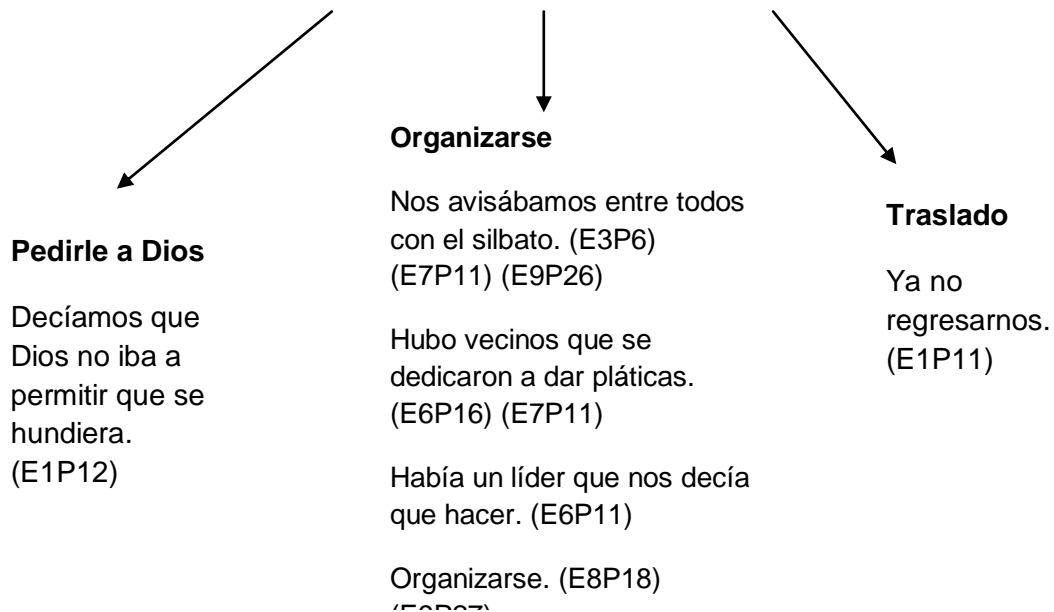 Pedirle a Dios
Decíamos que
Dios no iba a
permitir que se
hundiera.
(E1P12)
Organizarse
Nos avisábamos entre todos
con el silbato. (E3P6)
(E7P11) (E9P26)
Hubo vecinos que se
dedicaron a dar pláticas.
(E6P16) (E7P11)
Había un líder que nos decía
que hacer. (E6P11)
Organizarse. (E8P18)
Traslado
Ya no
regresarnos.
(E1P11)